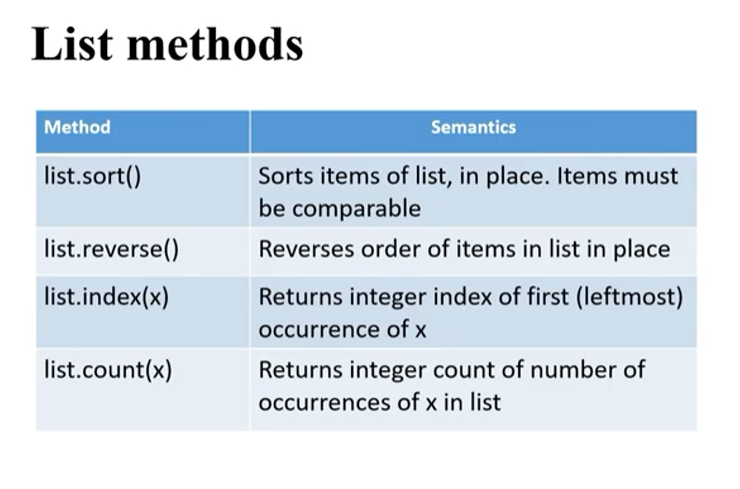 List methods
Method Semantics
list.sort() Sorts items of list, in place. Items must
be comparable
list.reverse() Reverses order of items in list in place
list.index(x) Returns integer index of first (leftmost)
occurrence of x
list.count(x) Returns integer count of number of
occurrences of x in list